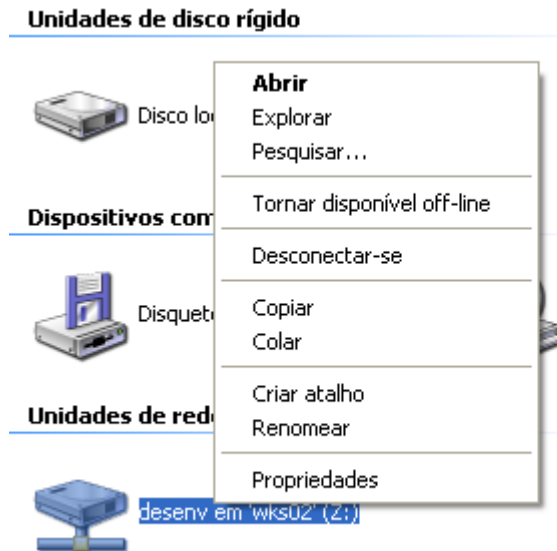 Unidades de disco rígido
Disco lo
Abrir
Explorar
Pesquisar...
Tornar disponível off-line
Dispositivos com
Desconectar-se
Disquet
Copiar
Colar
Criar atalho
Unidades de rede
Renomear
Propriedades
desenv em 'wks02' (Z:)